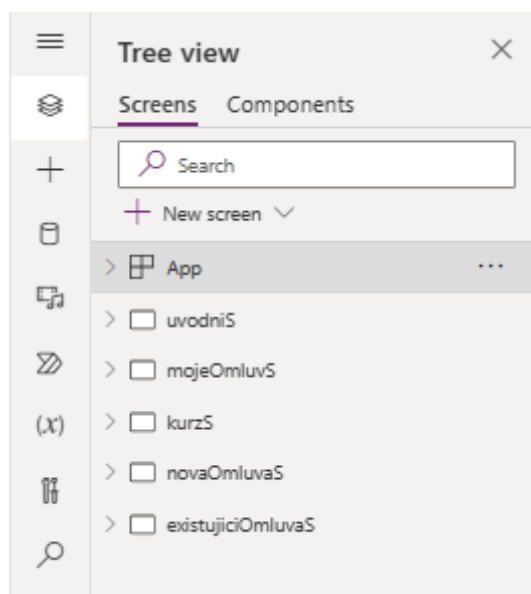 Tree view
Screens Components
Search
New screen
App
uvodniS
mojeOmluvS
kurzS
(x)
novaOmluvaS
existujiciOmluvaS